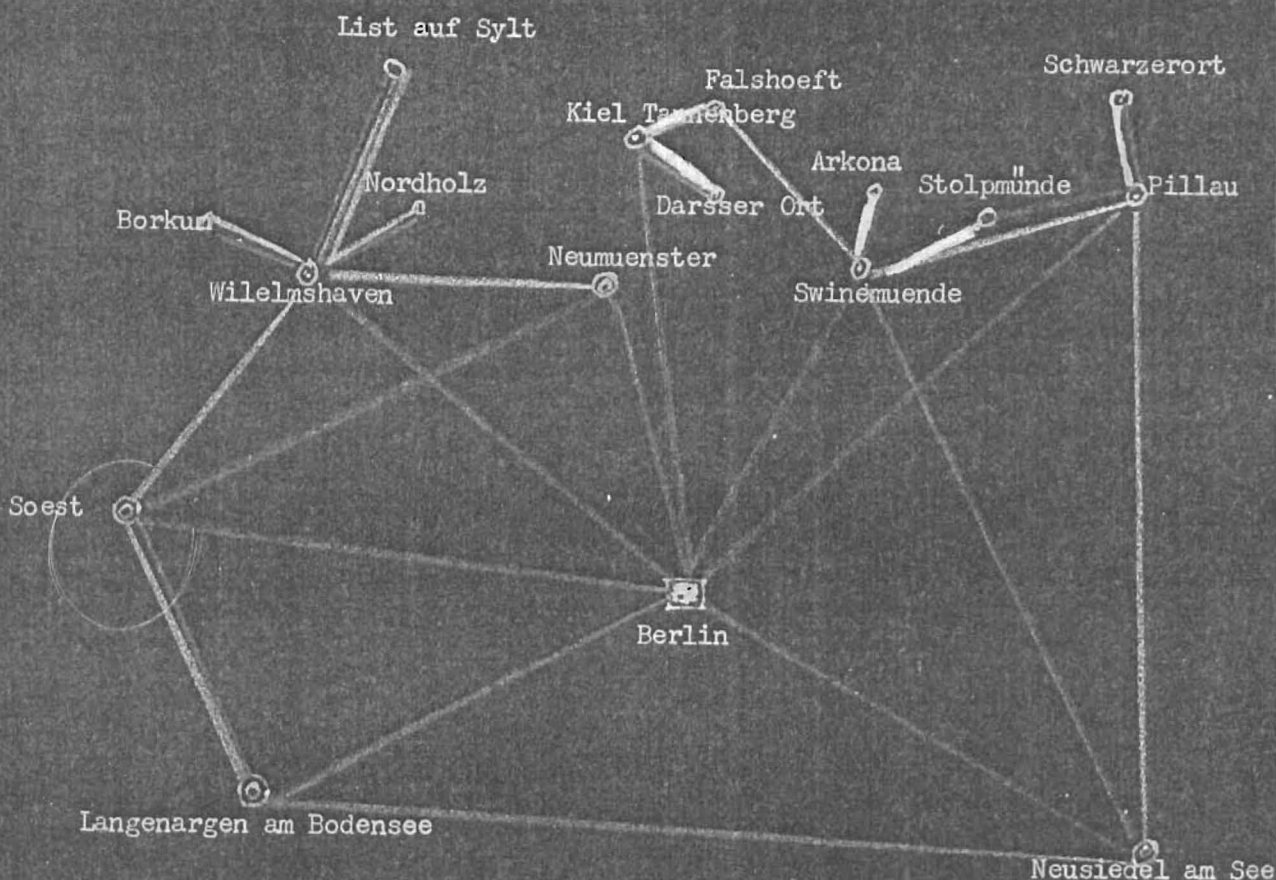 List auf Sylt
Falshoeft
Schwarzerort
Kiel Tannenberg
Arkona
Stolpmünde
Nordholz
Pillau
Borkum
Darsser Ort
Neumuenster
Wilelmshaven
Swinemuende
Soest
Berlin
Langenargen am Bodensee
Neusiedel am See